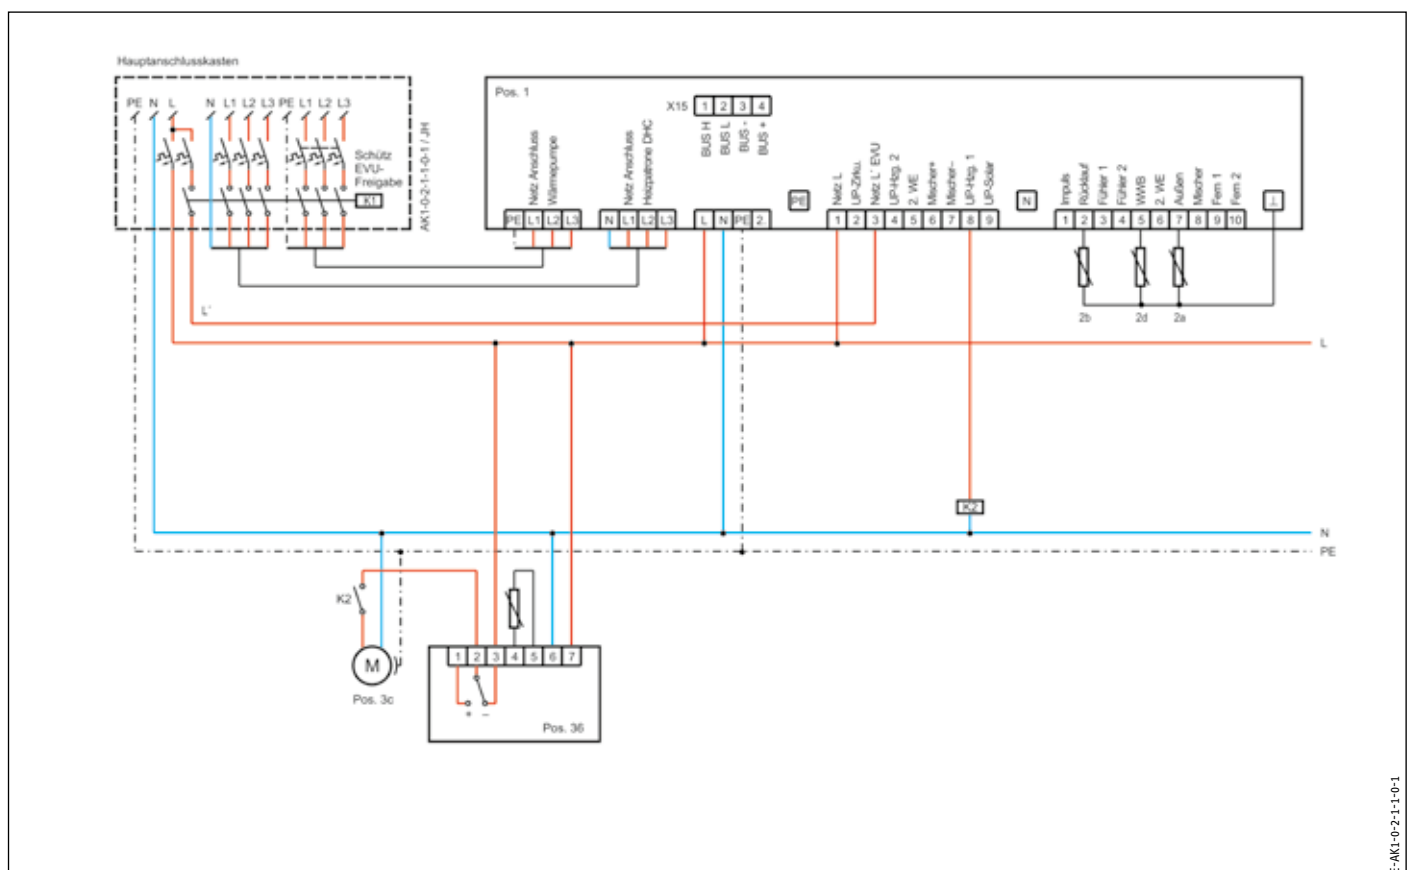 Hauptanschlusskasten
PE N L N L1 L2 L3 PE L1 L2 L3
Schütz
EVU-
Freigabe
K1
AK1-0-2-1-1-0-1 / JH
L'
Pos. 1
X15 1 2 3 4
BUS H
BUS L
BUS -
BUS +
Netz Anschluss
Wärmepumpe
PE L1 L2 L3
Netz Anschluss
Heizpatrone DHC
N L1 L2 L3
L N PE 2.
PE
Netz L
UP-Zirku.
Netz L' EVU
UP-Hzg. 2
2. WE
Mischer+
Mischer–
UP-Hzg. 1
UP-Solar
1 2 3 4 5 6 7 8 9
N
Impuls
Rücklauf
Fühler 1
Fühler 2
WWB
2. WE
Außen
Mischer
Fern 1
Fern 2
1 2 3 4 5 6 7 8 9 10
2b 2d 2a
L
K2
N
PE
K2
M
Pos. 3c
1 2 3 4 5 6 7
+ –
Pos. 36
E-AK1-0-2-1-1-0-1